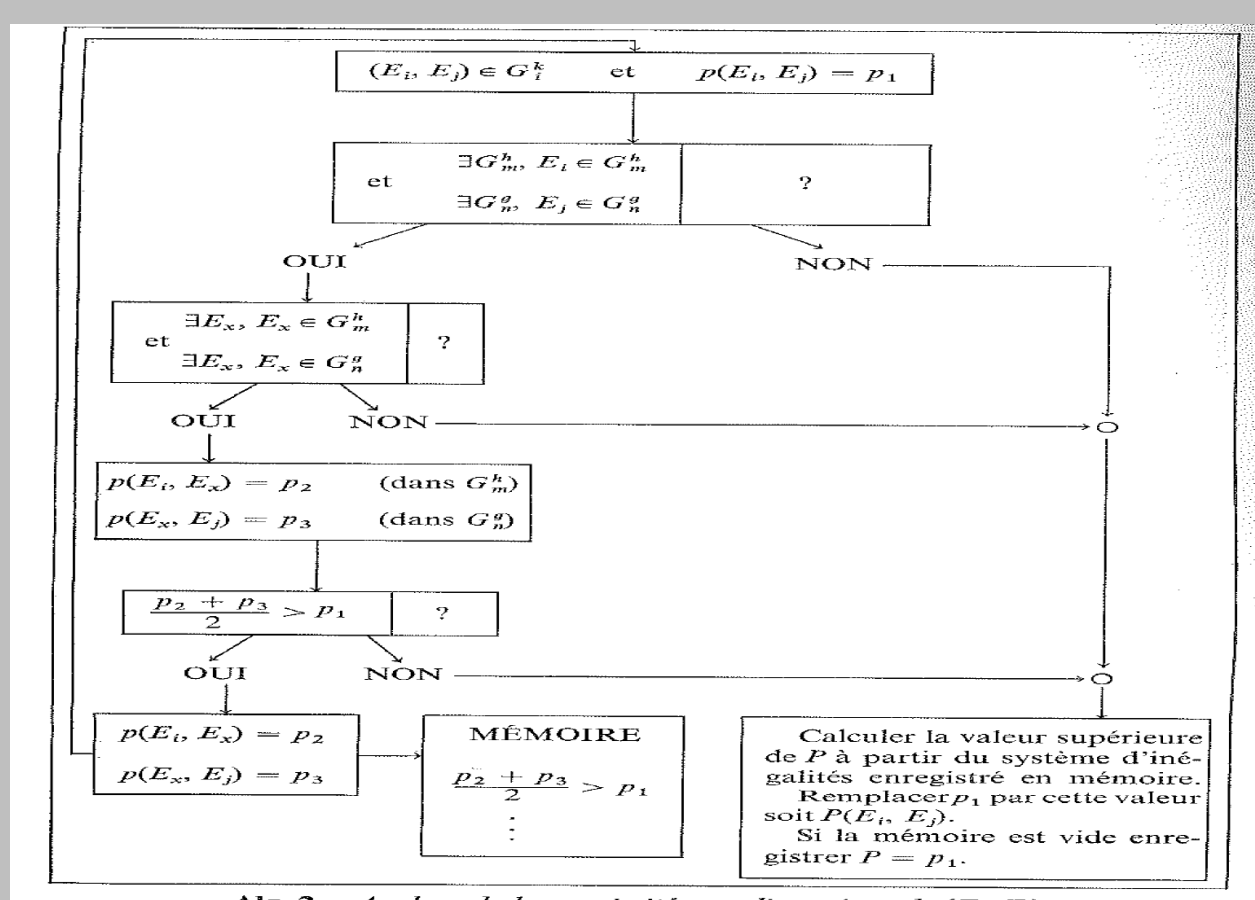 (E_i, E_j) ∈ G_i^k et p(E_i, E_j) = p_1
∃G_m^h, E_i ∈ G_m^h
et ?
∃G_n^g, E_j ∈ G_n^g
OUI NON
∃E_x, E_x ∈ G_m^h
et ?
∃E_x, E_x ∈ G_n^g
OUI NON
p(E_i, E_x) = p_2 (dans G_m^h)
p(E_x, E_j) = p_3 (dans G_n^g)
(p_2 + p_3)/2 > p_1 ?
OUI NON
p(E_i, E_x) = p_2
p(E_x, E_j) = p_3
MÉMOIRE
(p_2 + p_3)/2 > p_1
⋮
Calculer la valeur supérieure
de P à partir du système d'iné-
galités enregistré en mémoire.
Remplacer p_1 par cette valeur
soit P(E_i, E_j).
Si la mémoire est vide enre-
gistrer P = p_1.